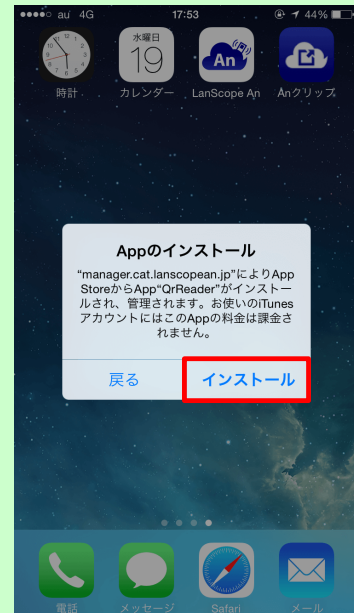 au 4G 17:53 44%
水曜日
19
An
時計 カレンダー LanScope An Anクリップ
Appのインストール
“manager.cat.lanscopean.jp”によりApp
StoreからApp“QrReader”がインストー
ルされ、管理されます。お使いのiTunes
アカウントにはこのAppの料金は課金さ
れません。
戻る インストール
電話 メッセージ Safari メール